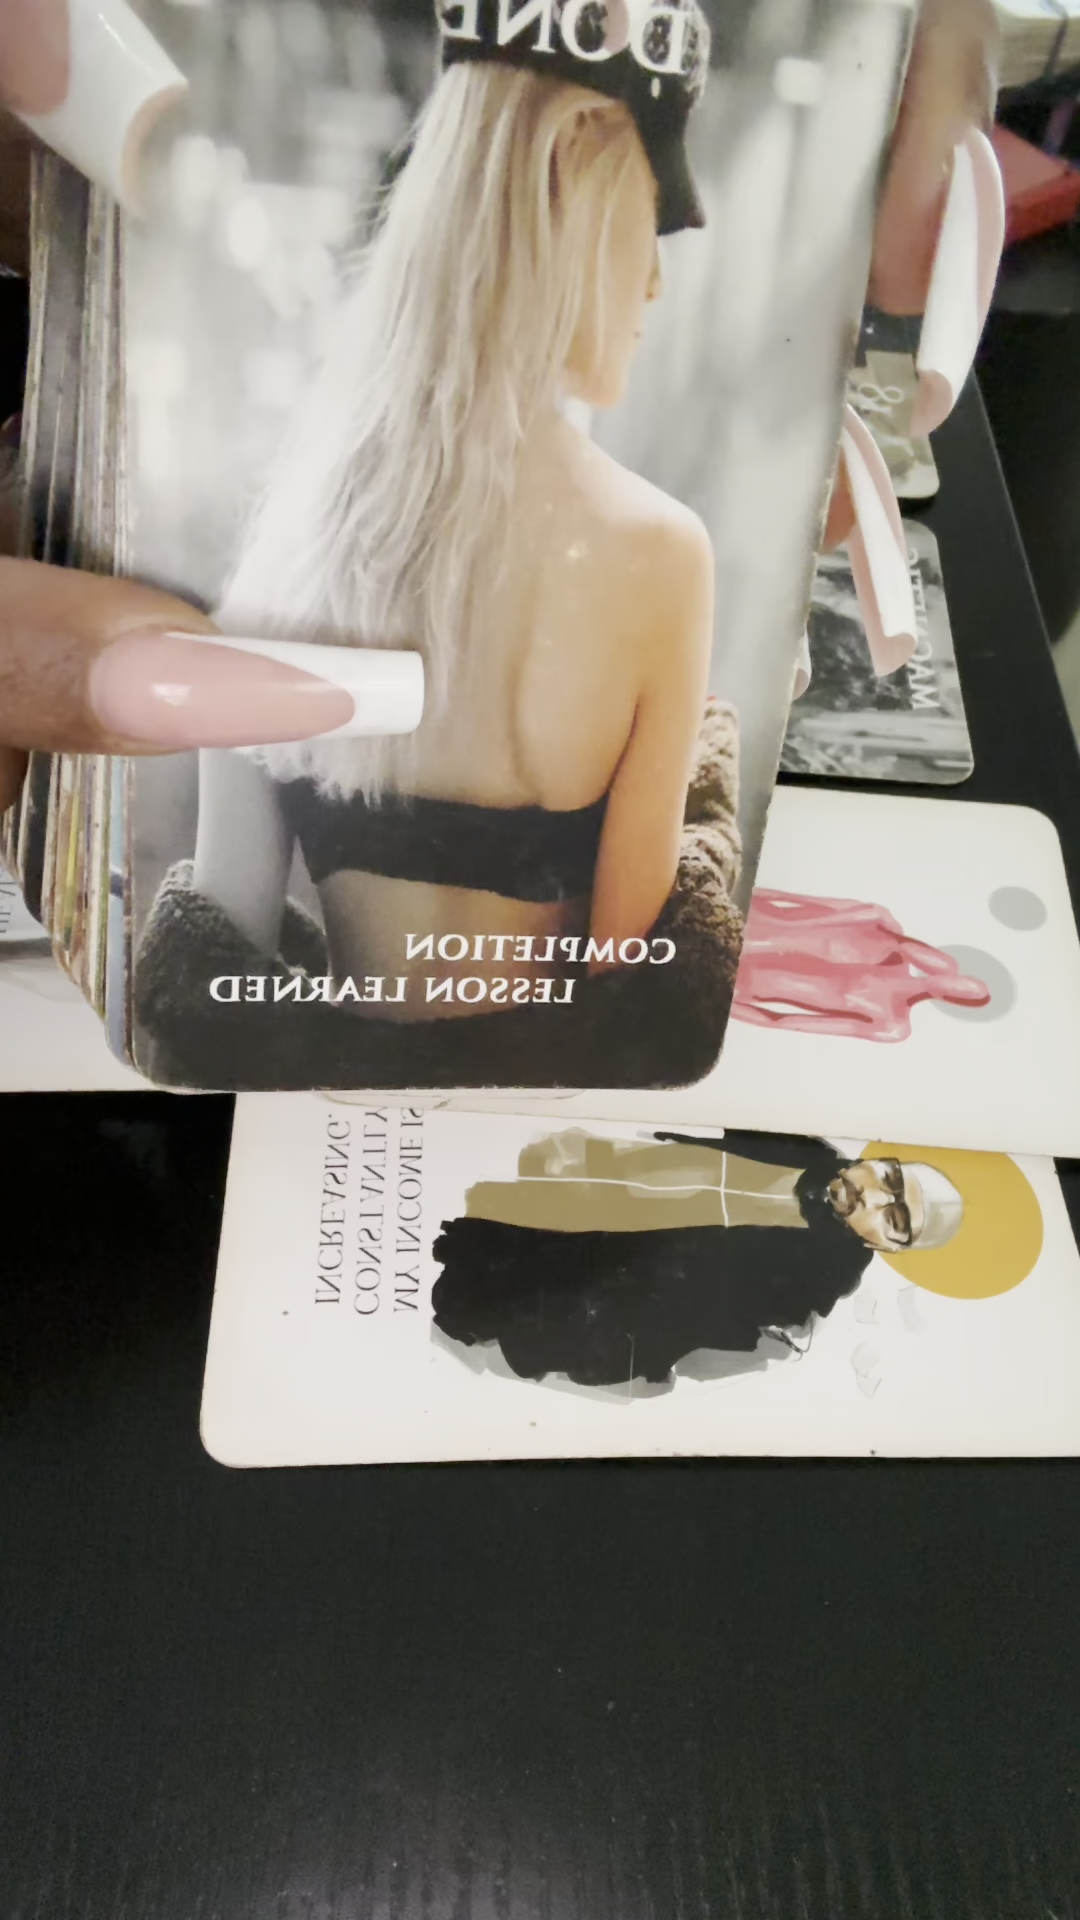 DONE
COMPLETION
LESSON LEARNED
MY INCOME IS
CONSTANTLY
INCREASING.